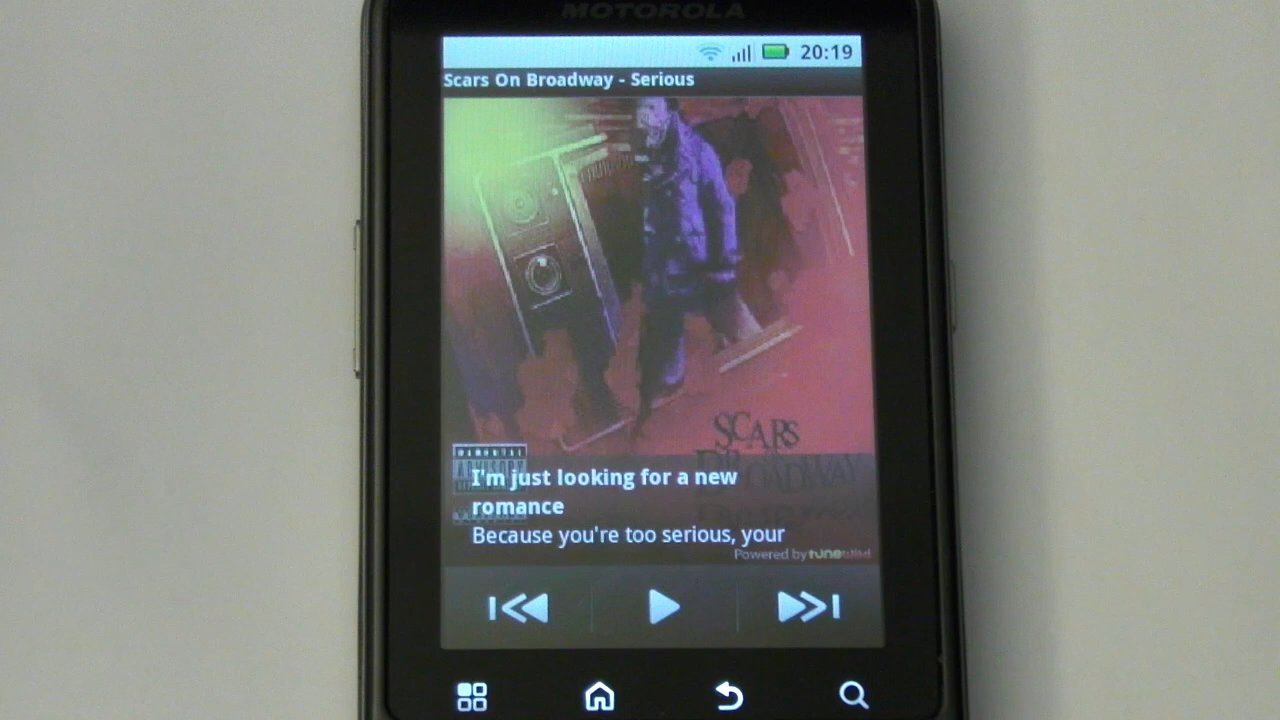 MOTOROLA
20:19
Scars On Broadway - Serious
SCARS
BROADWAY
ADVISORY
I'm just looking for a new
romance
Because you're too serious, your
Powered by tunewiki